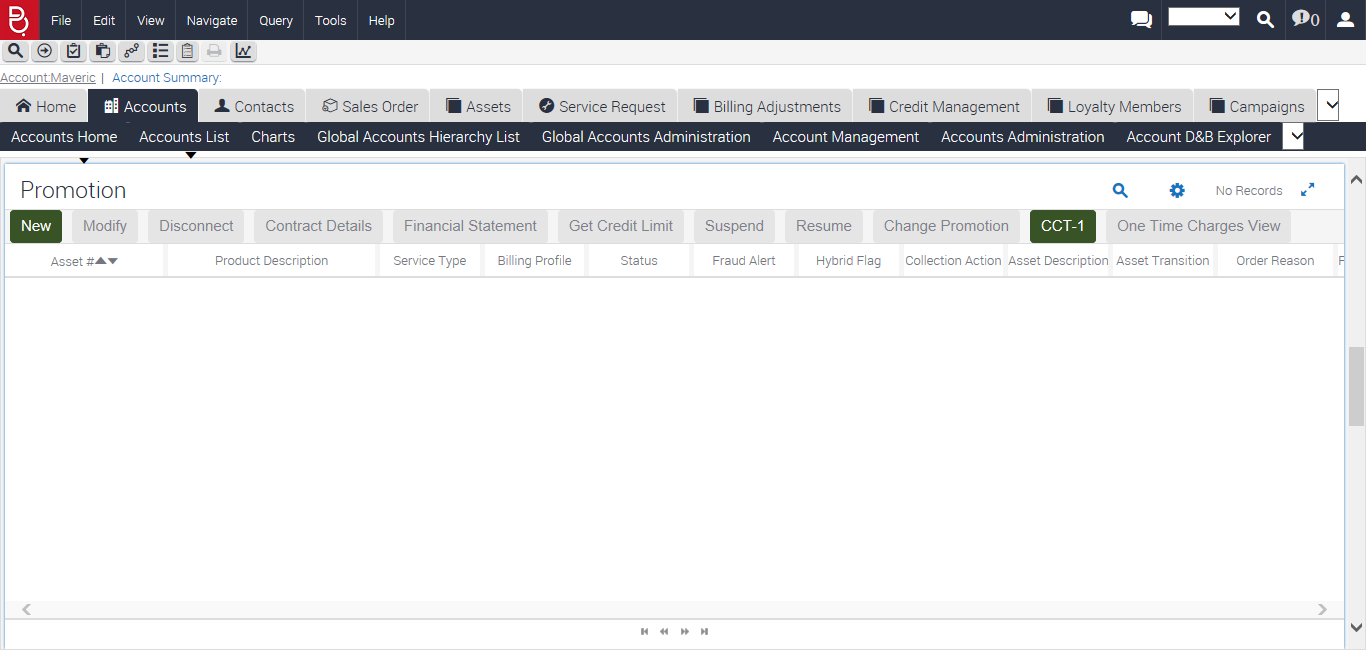 File Edit View Navigate Query Tools Help 0
Account:Maveric | Account Summary:
Home Accounts Contacts Sales Order Assets Service Request Billing Adjustments Credit Management Loyalty Members Campaigns
Accounts Home Accounts List Charts Global Accounts Hierarchy List Global Accounts Administration Account Management Accounts Administration Account D&B Explorer
Promotion No Records
New Modify Disconnect Contract Details Financial Statement Get Credit Limit Suspend Resume Change Promotion CCT-1 One Time Charges View
Asset # Product Description Service Type Billing Profile Status Fraud Alert Hybrid Flag Collection Action Asset Description Asset Transition Order Reason